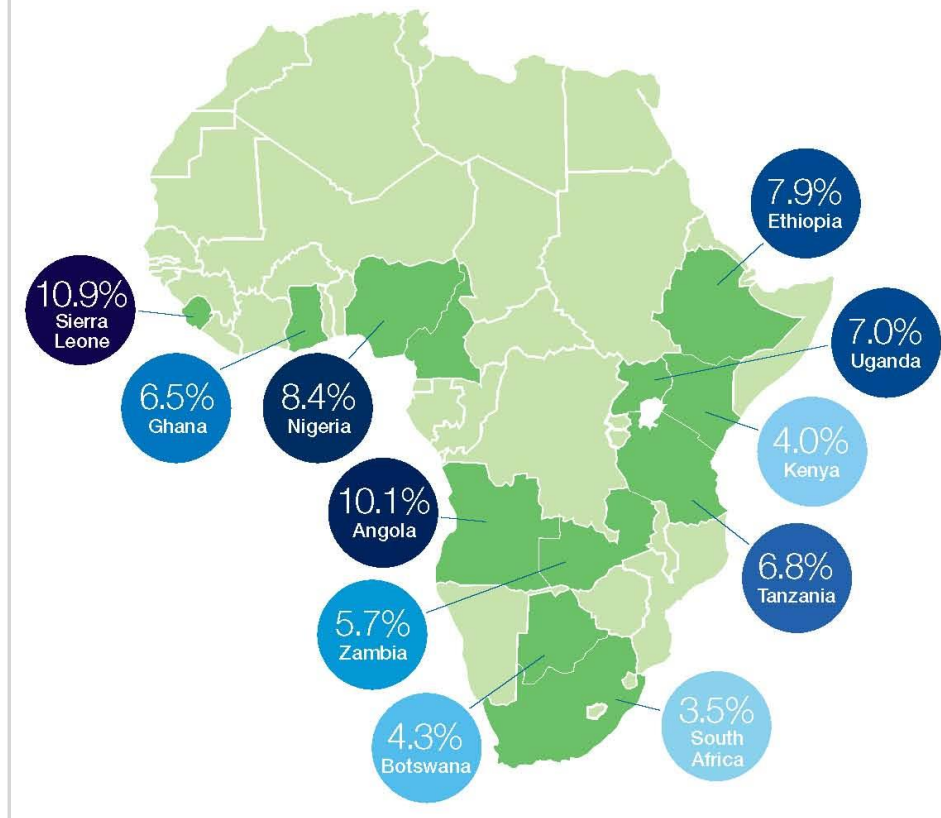 7.9%
Ethiopia
10.9%
Sierra
Leone
7.0%
Uganda
6.5%
Ghana
8.4%
Nigeria
4.0%
Kenya
10.1%
Angola
6.8%
Tanzania
5.7%
Zambia
4.3%
Botswana
3.5%
South
Africa